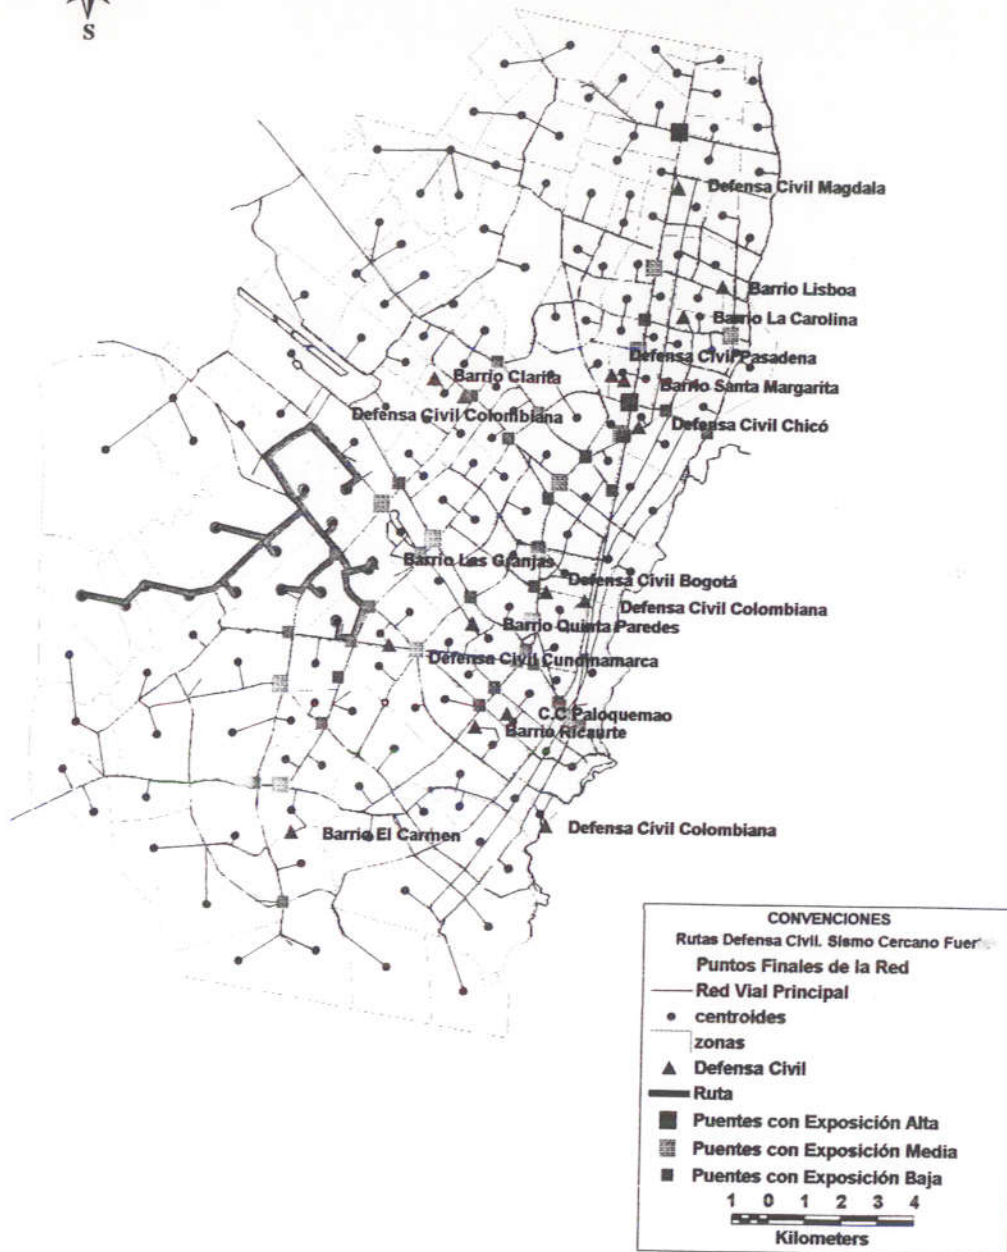 S
Defensa Civil Magdala
Barrio Lisboa
Barrio La Carolina
Defensa Civil Pasadena
Barrio Clarita
Barrio Santa Margarita
Defensa Civil Colombiana
Defensa Civil Chicó
Barrio Las Granjas
Defensa Civil Bogotá
Defensa Civil Colombiana
Barrio Quinta Paredes
Defensa Civil Cundinamarca
C.C Paloquemao
Barrio Ricaurte
Barrio El Carmen
Defensa Civil Colombiana
CONVENCIONES
Rutas Defensa Civil. Sismo Cercano
Puntos Finales de la Red
Red Vial Principal
centroides
zonas
Defensa Civil
Ruta
Puentes con Exposición Alta
Puentes con Exposición Media
Puentes con Exposición Baja
1 0 1 2 3 4
Kilometers